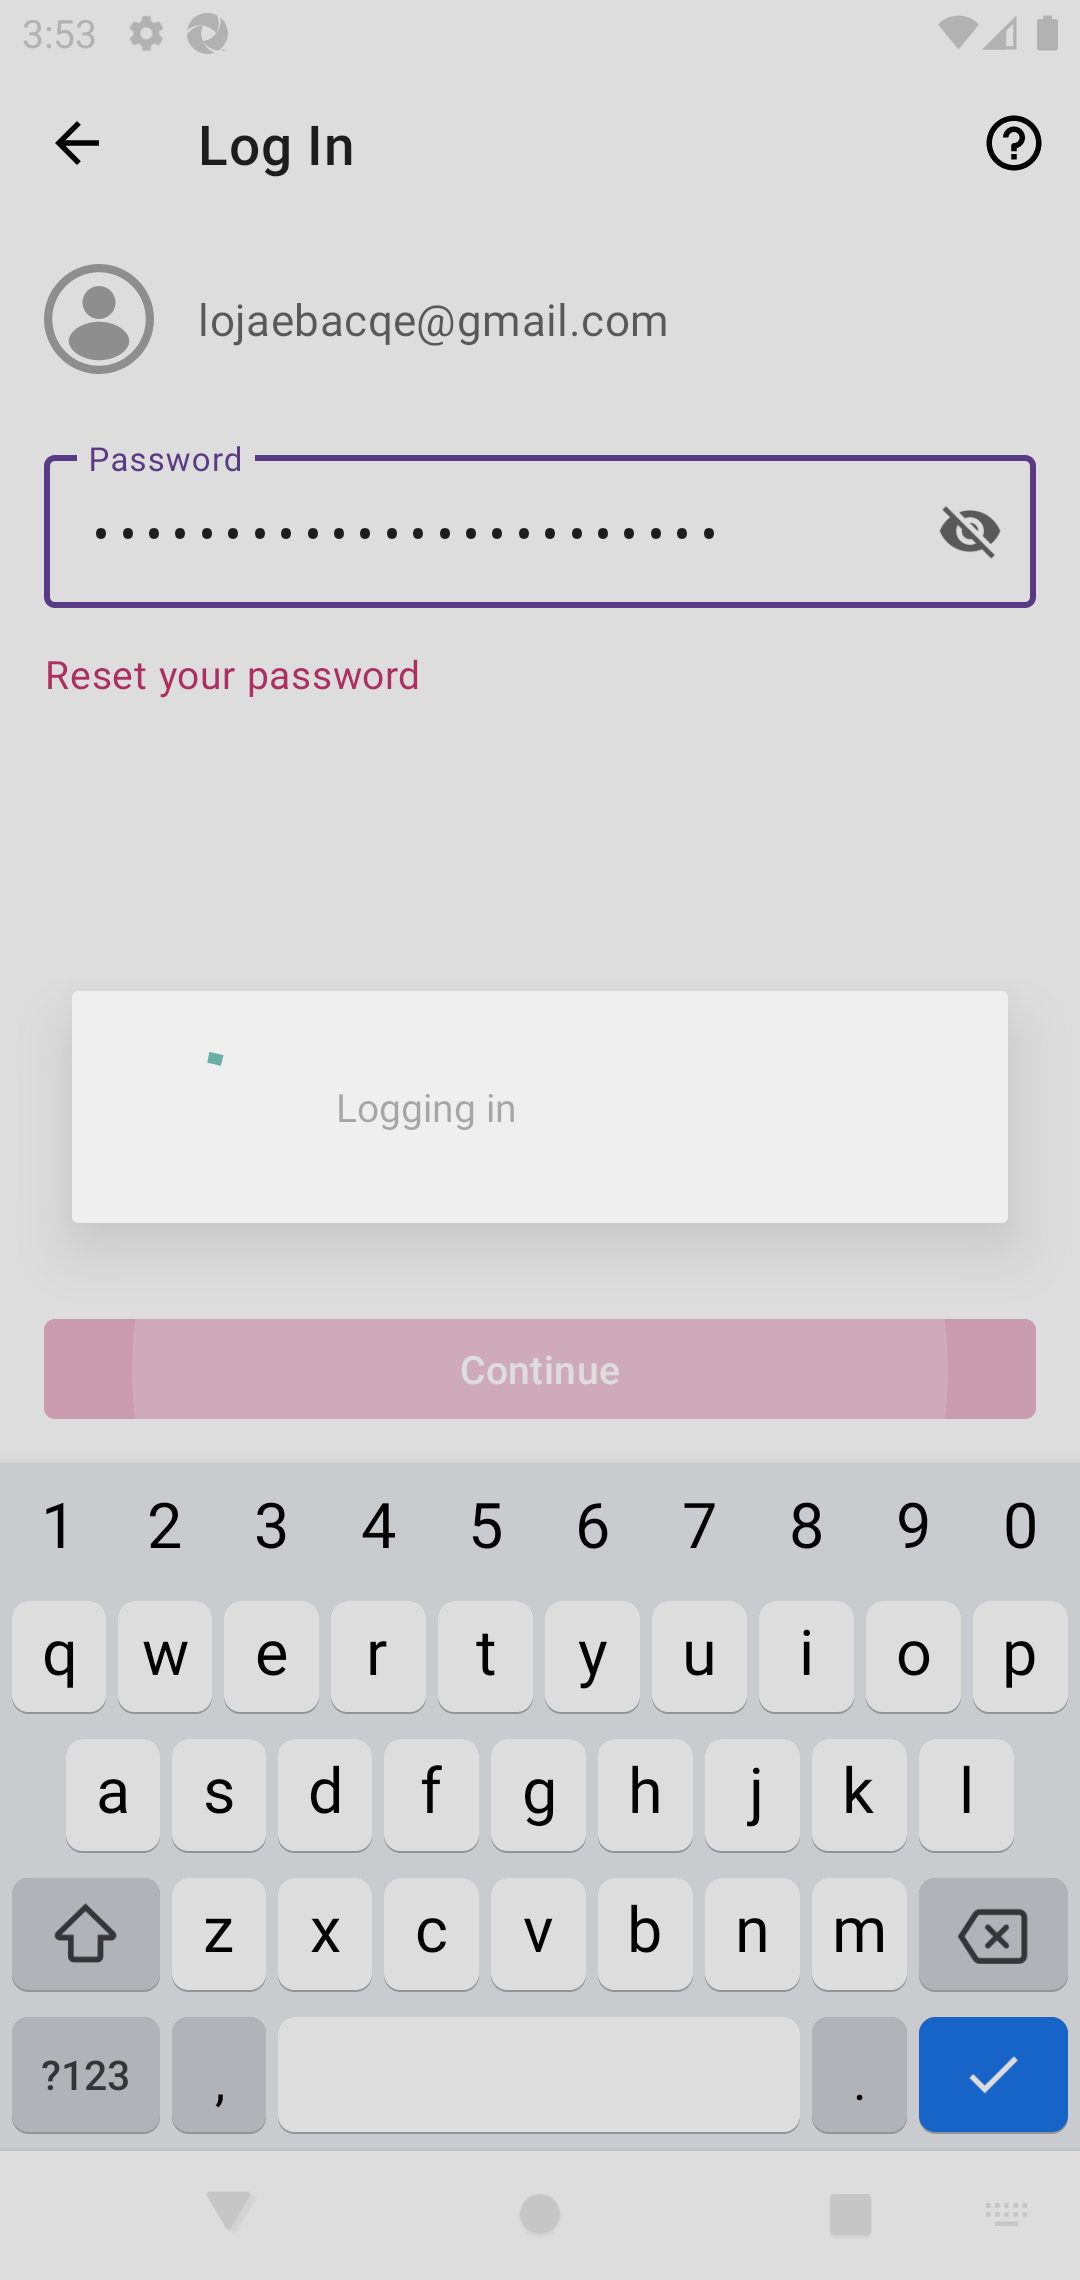 3:53
Log In
lojaebacqe@gmail.com
Password
••••••••••••••••••••••••
Reset your password
Logging in
Continue
1 2 3 4 5 6 7 8 9 0
q w e r t y u i o p
a s d f g h j k l
z x c v b n m
?123 , .